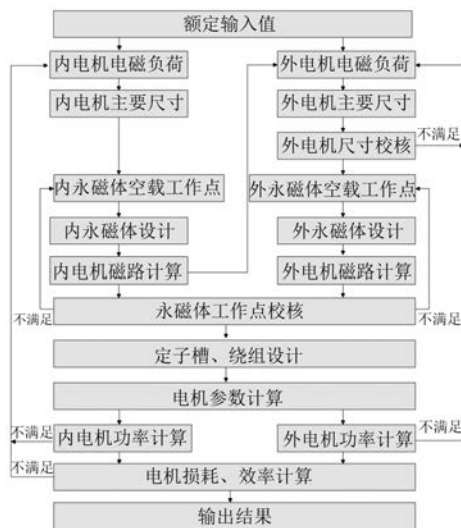 额定输入值
内电机电磁负荷
外电机电磁负荷
内电机主要尺寸
外电机主要尺寸
外电机尺寸校核
不满足
内永磁体空载工作点
外永磁体空载工作点
内永磁体设计
外永磁体设计
内电机磁路计算
外电机磁路计算
不满足
永磁体工作点校核
不满足
定子槽、绕组设计
电机参数计算
不满足
内电机功率计算
外电机功率计算
不满足
不满足
电机损耗、效率计算
输出结果